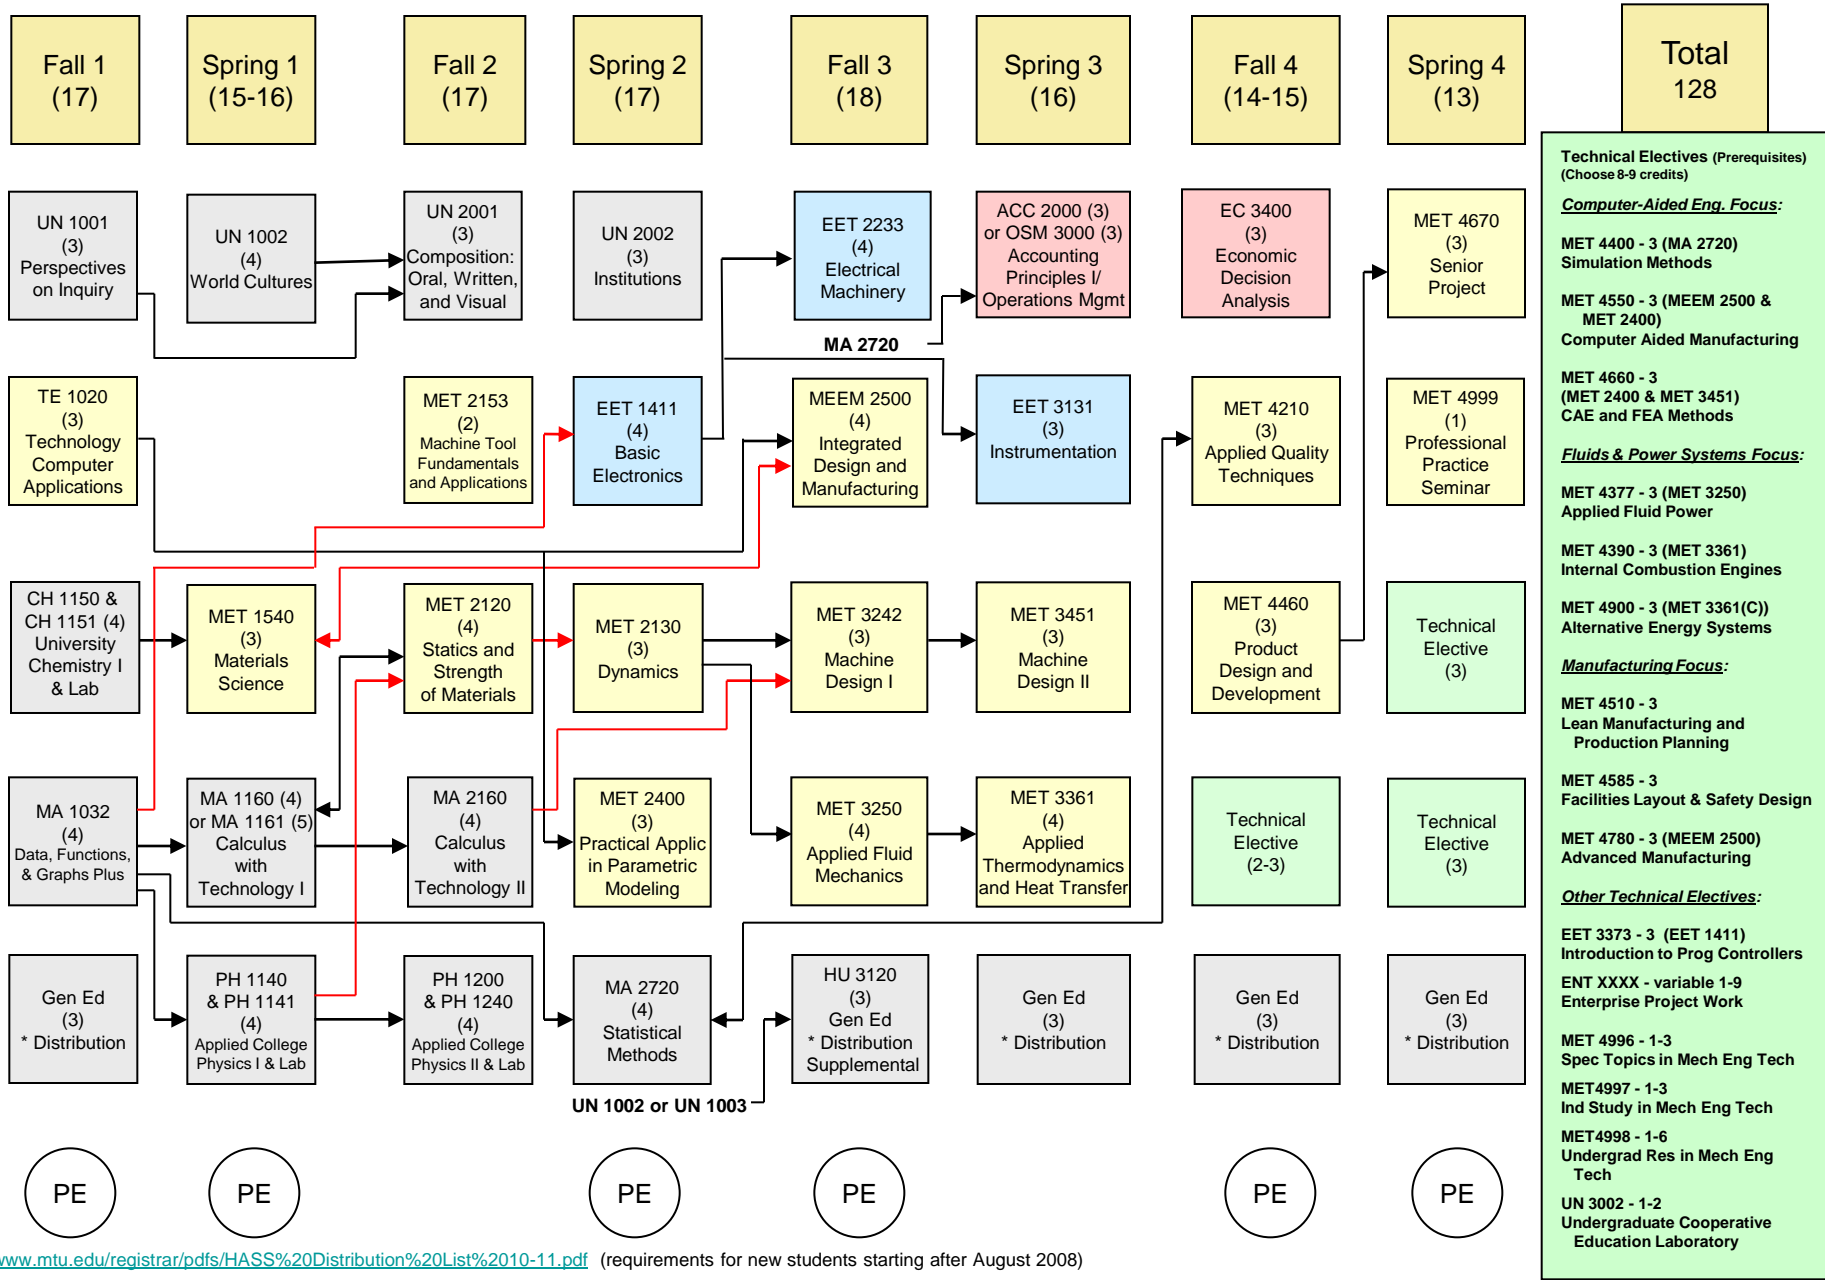 Fall 1
(17)
Spring 1
(15-16)
Fall 2
(17)
Spring 2
(17)
Fall 3
(18)
Spring 3
(16)
Fall 4
(14-15)
Spring 4
(13)
Total
128
UN 1001
(3)
Perspectives
on Inquiry
UN 1002
(4)
World Cultures
UN 2001
(3)
Composition:
Oral, Written,
and Visual
UN 2002
(3)
Institutions
EET 2233
(4)
Electrical
Machinery
ACC 2000 (3)
or OSM 3000 (3)
Accounting
Principles I/
Operations Mgmt
EC 3400
(3)
Economic
Decision
Analysis
MET 4670
(3)
Senior
Project
MA 2720
TE 1020
(3)
Technology
Computer
Applications
MET 2153
(2)
Machine Tool
Fundamentals
and Applications
EET 1411
(4)
Basic
Electronics
MEEM 2500
(4)
Integrated
Design and
Manufacturing
EET 3131
(3)
Instrumentation
MET 4210
(3)
Applied Quality
Techniques
MET 4999
(1)
Professional
Practice
Seminar
CH 1150 &
CH 1151 (4)
University
Chemistry I
& Lab
MET 1540
(3)
Materials
Science
MET 2120
(4)
Statics and
Strength
of Materials
MET 2130
(3)
Dynamics
MET 3242
(3)
Machine
Design I
MET 3451
(3)
Machine
Design II
MET 4460
(3)
Product
Design and
Development
Technical
Elective
(3)
MA 1032
(4)
Data, Functions,
& Graphs Plus
MA 1160 (4)
or MA 1161 (5)
Calculus
with
Technology I
MA 2160
(4)
Calculus
with
Technology II
MET 2400
(3)
Practical Applic
in Parametric
Modeling
MET 3250
(4)
Applied Fluid
Mechanics
MET 3361
(4)
Applied
Thermodynamics
and Heat Transfer
Technical
Elective
(2-3)
Technical
Elective
(3)
Gen Ed
(3)
* Distribution
PH 1140
& PH 1141
(4)
Applied College
Physics I & Lab
PH 1200
& PH 1240
(4)
Applied College
Physics II & Lab
MA 2720
(4)
Statistical
Methods
HU 3120
(3)
Gen Ed
* Distribution
Supplemental
Gen Ed
(3)
* Distribution
Gen Ed
(3)
* Distribution
Gen Ed
(3)
* Distribution
UN 1002 or UN 1003
PE
PE
PE
PE
PE
PE
www.mtu.edu/registrar/pdfs/HASS%20Distribution%20List%2010-11.pdf (requirements for new students starting after August 2008)
Technical Electives (Prerequisites)
(Choose 8-9 credits)
Computer-Aided Eng. Focus:
MET 4400 - 3 (MA 2720)
Simulation Methods
MET 4550 - 3 (MEEM 2500 &
MET 2400)
Computer Aided Manufacturing
MET 4660 - 3
(MET 2400 & MET 3451)
CAE and FEA Methods
Fluids & Power Systems Focus:
MET 4377 - 3 (MET 3250)
Applied Fluid Power
MET 4390 - 3 (MET 3361)
Internal Combustion Engines
MET 4900 - 3 (MET 3361(C))
Alternative Energy Systems
Manufacturing Focus:
MET 4510 - 3
Lean Manufacturing and
Production Planning
MET 4585 - 3
Facilities Layout & Safety Design
MET 4780 - 3 (MEEM 2500)
Advanced Manufacturing
Other Technical Electives:
EET 3373 - 3 (EET 1411)
Introduction to Prog Controllers
ENT XXXX - variable 1-9
Enterprise Project Work
MET 4996 - 1-3
Spec Topics in Mech Eng Tech
MET4997 - 1-3
Ind Study in Mech Eng Tech
MET4998 - 1-6
Undergrad Res in Mech Eng
Tech
UN 3002 - 1-2
Undergraduate Cooperative
Education Laboratory